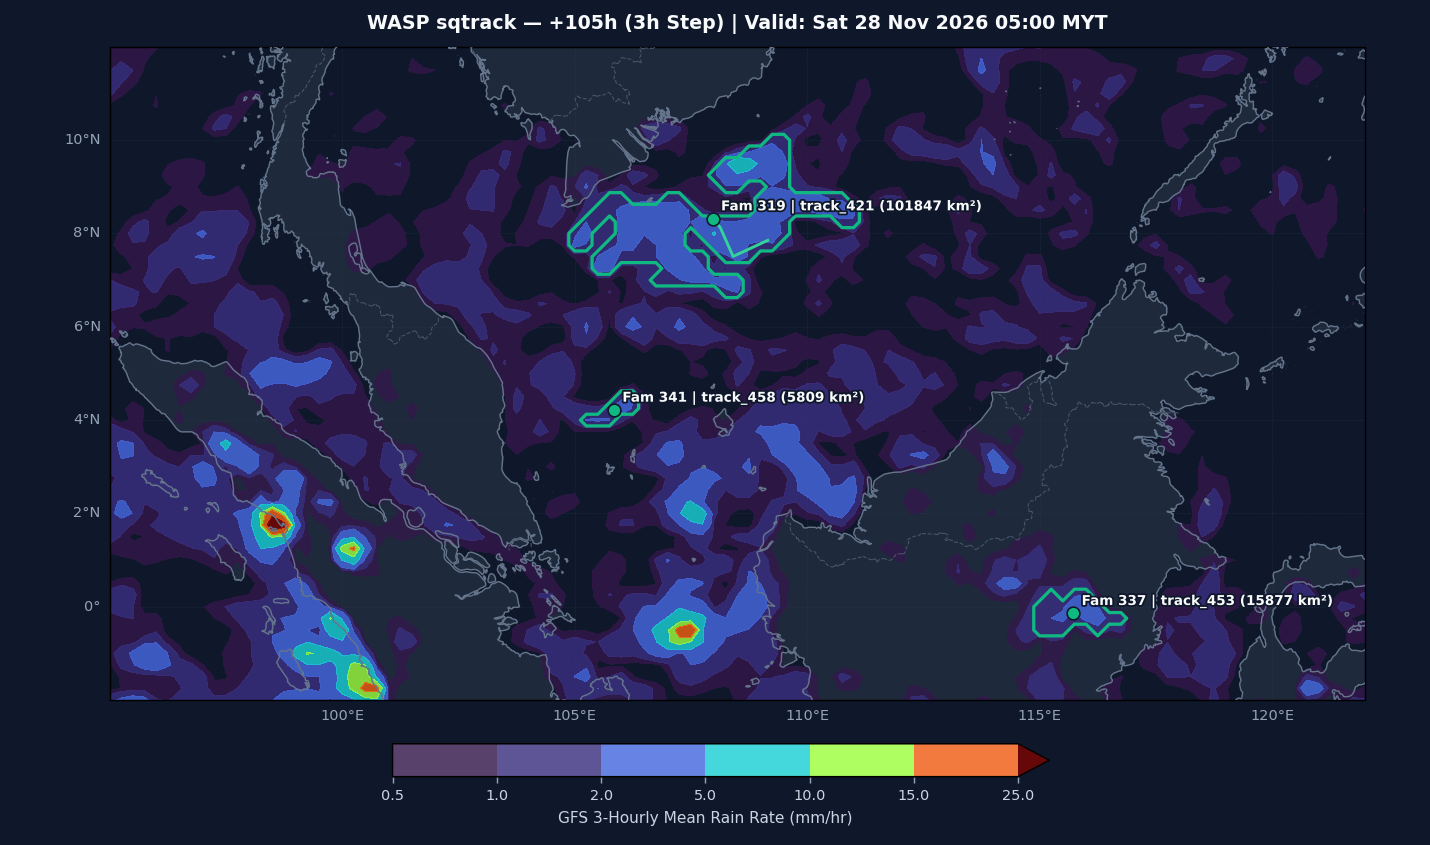 WASP sqtrack — +105h (3h Step) | Valid: Sat 28 Nov 2026 05:00 MYT
10°N
8°N
6°N
4°N
2°N
0°
Fam 319 | track_421 (101847 km²)
Fam 341 | track_458 (5809 km²)
Fam 337 | track_453 (15877 km²)
100°E 105°E 110°E 115°E 120°E
0.5 1.0 2.0 5.0 10.0 15.0 25.0
GFS 3-Hourly Mean Rain Rate (mm/hr)